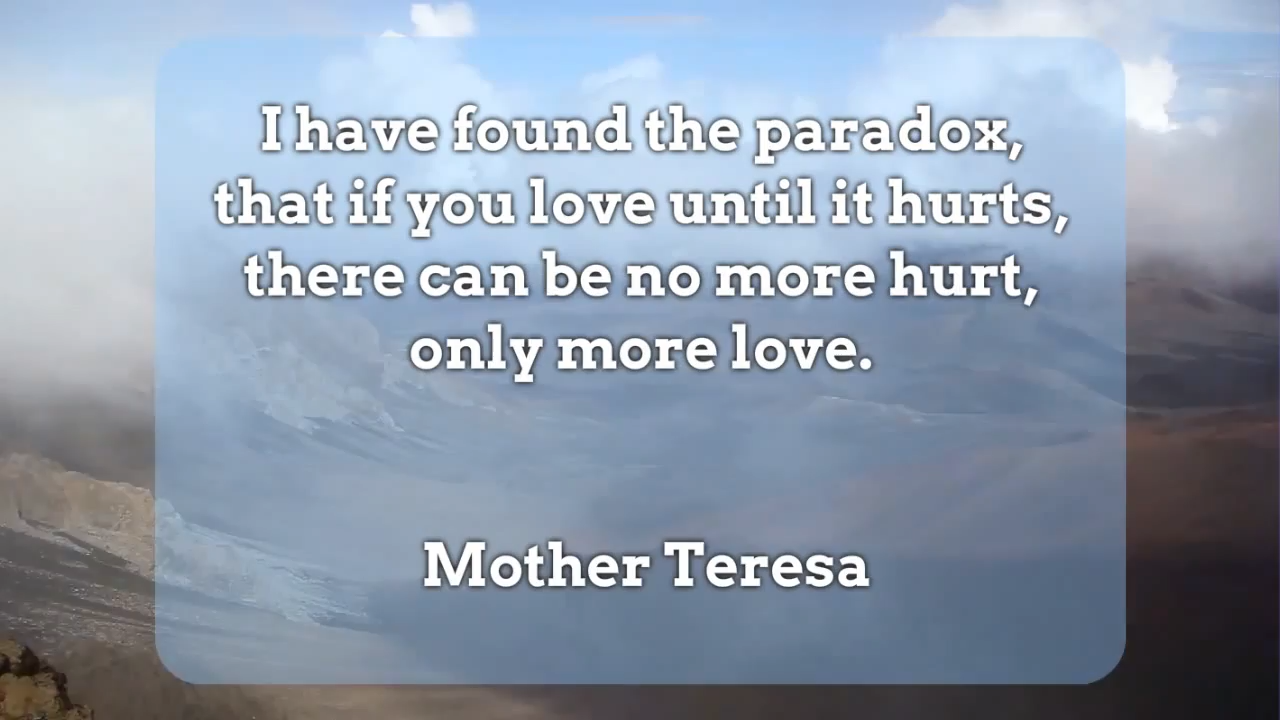 I have found the paradox,
that if you love until it hurts,
there can be no more hurt,
only more love.
Mother Teresa